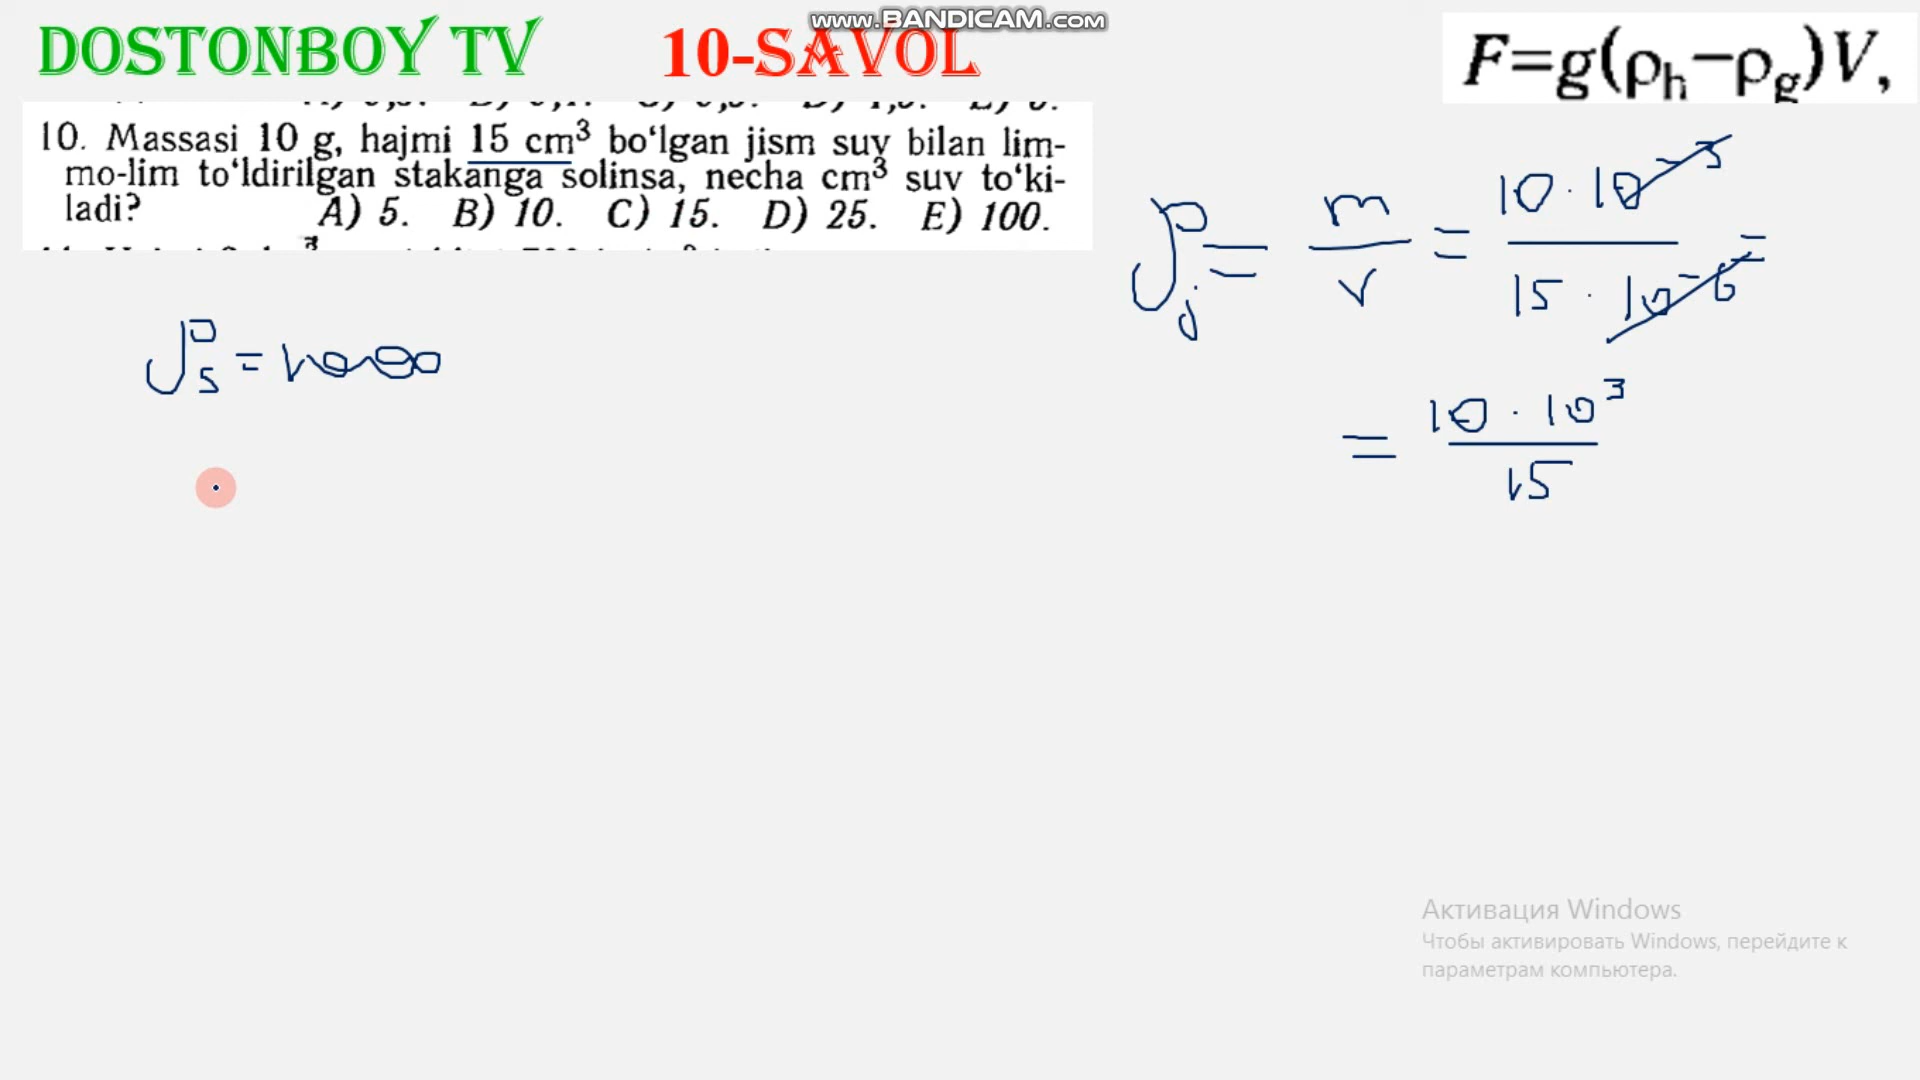 www.BANDICAM.com
DOSTONBOY TV
10-SAVOL
F=g(ρh–ρg)V,
10. Massasi 10 g, hajmi 15 cm³ bo‘lgan jism suv bilan lim-
mo-lim to‘ldirilgan stakanga solinsa, necha cm³ suv to‘ki-
ladi? A) 5. B) 10. C) 15. D) 25. E) 100.
ρj = m/v = 10 · 10⁻³ / 15 · 10⁻⁶ =
= 10 · 10³ / 15
ρs = 1000
Активация Windows
Чтобы активировать Windows, перейдите к
параметрам компьютера.